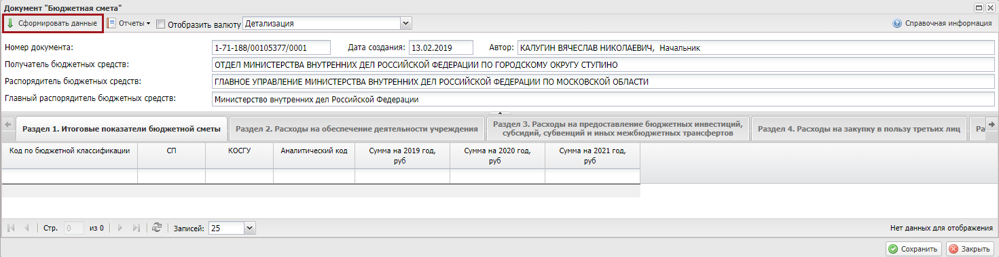 Документ "Бюджетная смета"
Сформировать данные Отчеты Отобразить валюту Детализация Справочная информация
Номер документа: 1-71-188/00105377/0001 Дата создания: 13.02.2019 Автор: КАЛУГИН ВЯЧЕСЛАВ НИКОЛАЕВИЧ, Начальник
Получатель бюджетных средств: ОТДЕЛ МИНИСТЕРСТВА ВНУТРЕННИХ ДЕЛ РОССИЙСКОЙ ФЕДЕРАЦИИ ПО ГОРОДСКОМУ ОКРУГУ СТУПИНО
Распорядитель бюджетных средств: ГЛАВНОЕ УПРАВЛЕНИЕ МИНИСТЕРСТВА ВНУТРЕННИХ ДЕЛ РОССИЙСКОЙ ФЕДЕРАЦИИ ПО МОСКОВСКОЙ ОБЛАСТИ
Главный распорядитель бюджетных средств: Министерство внутренних дел Российской Федерации
Раздел 1. Итоговые показатели бюджетной сметы
Раздел 2. Расходы на обеспечение деятельности учреждения
Раздел 3. Расходы на предоставление бюджетных инвестиций,
субсидий, субвенций и иных межбюджетных трансфертов
Раздел 4. Расходы на закупку в пользу третьих лиц
Ра
Код по бюджетной классификации
СП
КОСГУ
Аналитический код
Сумма на 2019 год,
руб
Сумма на 2020 год,
руб
Сумма на 2021 год,
руб
Стр. 0 из 0 Записей: 25 Нет данных для отображения
Сохранить Закрыть